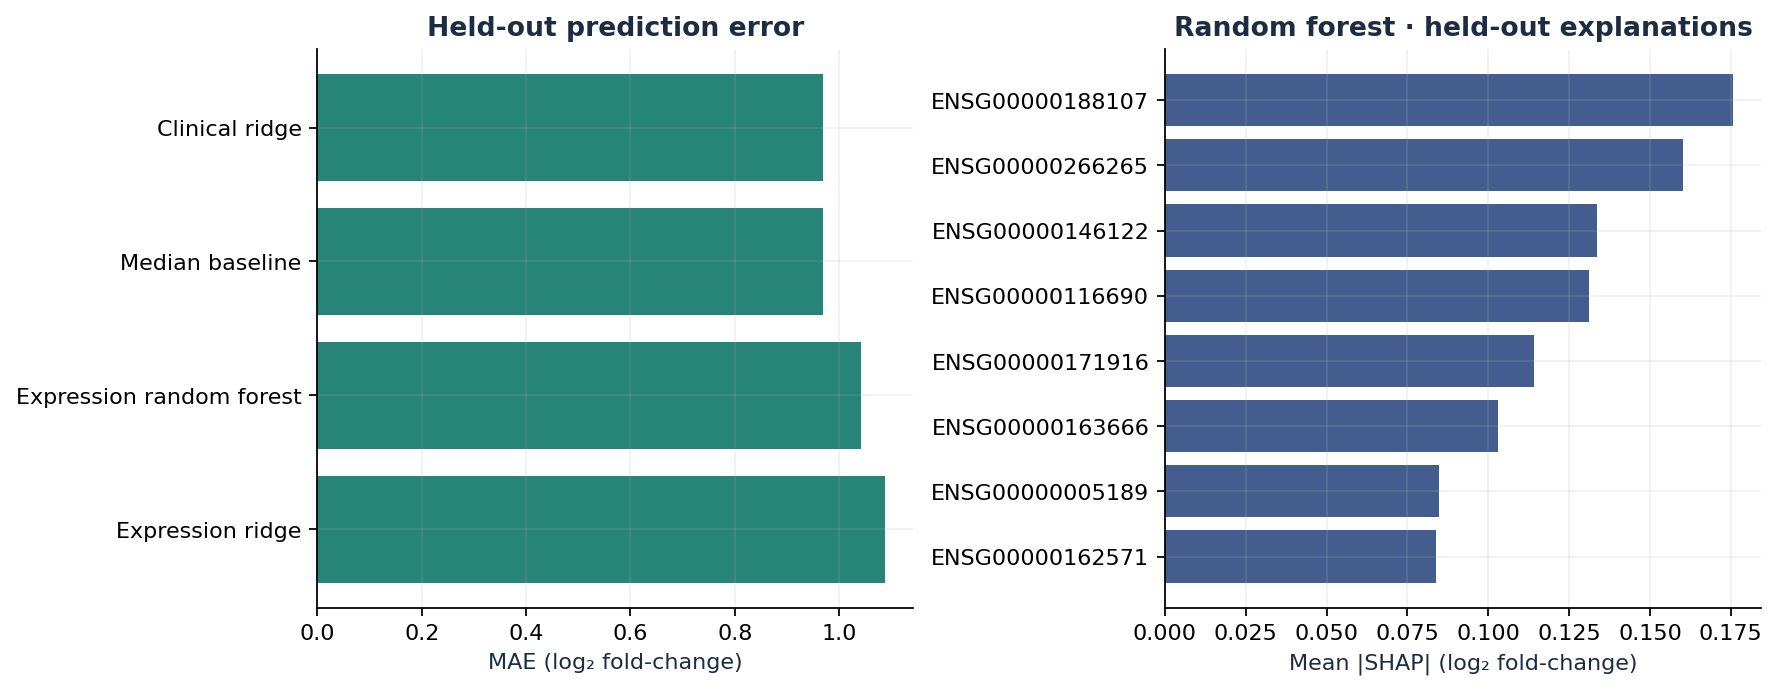 Held-out prediction error
Clinical ridge
Median baseline
Expression random forest
Expression ridge
0.0 0.2 0.4 0.6 0.8 1.0
MAE (log₂ fold-change)
Random forest · held-out explanations
ENSG00000188107
ENSG00000266265
ENSG00000146122
ENSG00000116690
ENSG00000171916
ENSG00000163666
ENSG00000005189
ENSG00000162571
0.000 0.025 0.050 0.075 0.100 0.125 0.150 0.175
Mean |SHAP| (log₂ fold-change)